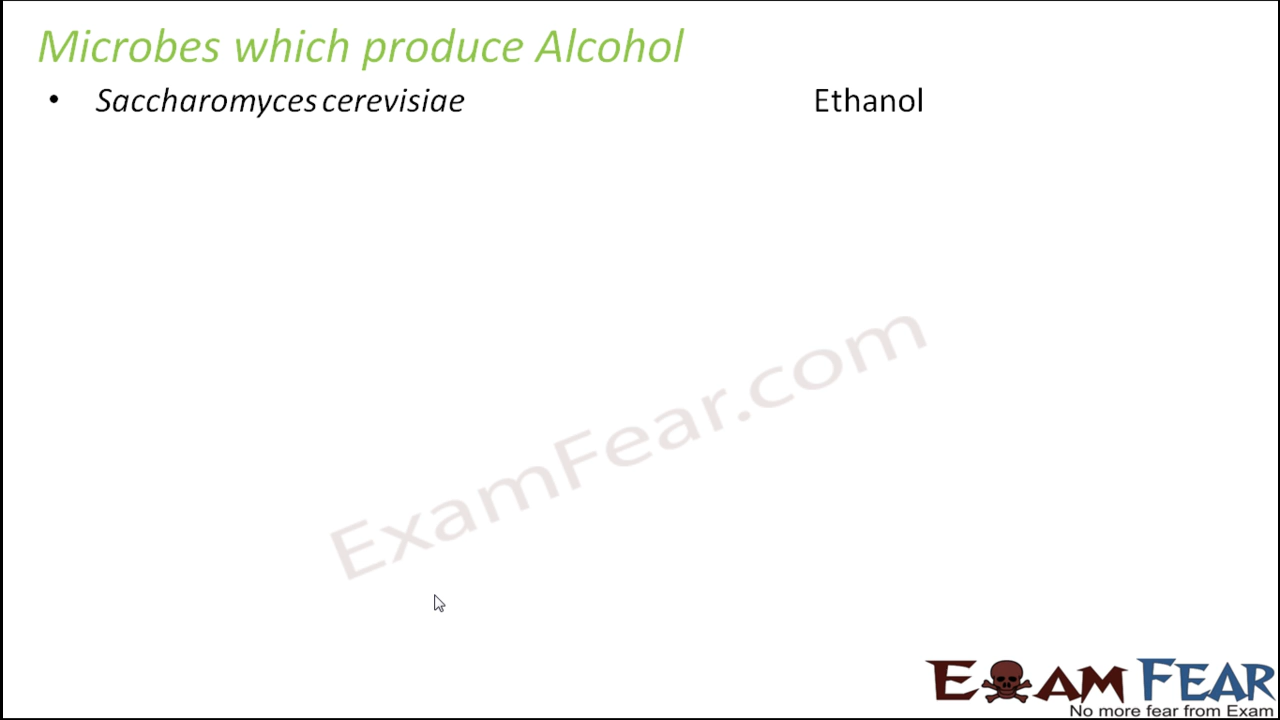 Microbes which produce Alcohol
• Saccharomyces cerevisiae Ethanol
ExamFear.com
EXAM FEAR
No more fear from Exam